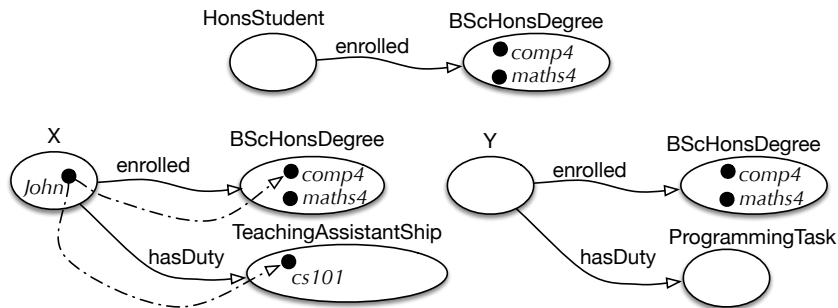 HonsStudent
BScHonsDegree
enrolled
comp4
maths4
X
BScHonsDegree
enrolled
John
comp4
maths4
TeachingAssistantShip
hasDuty
cs101
Y
BScHonsDegree
enrolled
comp4
maths4
ProgrammingTask
hasDuty